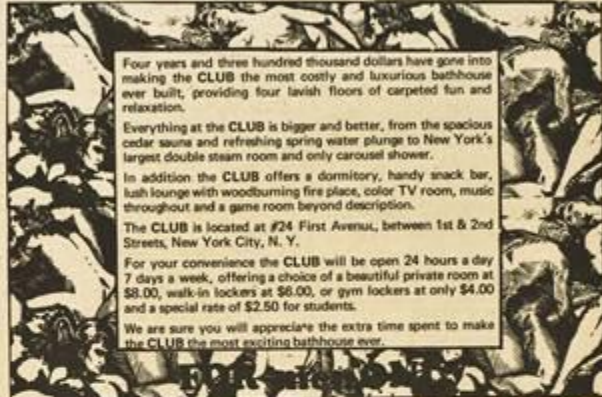 Four years and three hundred thousand dollars have gone into
making the CLUB the most costly and luxurious bathhouse
ever built, providing four lavish floors of carpeted fun and
relaxation.
Everything at the CLUB is bigger and better, from the spacious
cedar sauna and refreshing spring water plunge to New York's
largest double steam room and only carousel shower.
In addition the CLUB offers a dormitory, handy snack bar,
lush lounge with woodburning fire place, color TV room, music
throughout and a game room beyond description.
The CLUB is located at #24 First Avenue, between 1st & 2nd
Streets, New York City, N. Y.
For your convenience the CLUB will be open 24 hours a day
7 days a week, offering a choice of a beautiful private room at
$8.00, walk-in lockers at $6.00, or gym lockers at only $4.00
and a special rate of $2.50 for students.
We are sure you will appreciate the extra time spent to make
the CLUB the most exciting bathhouse ever.